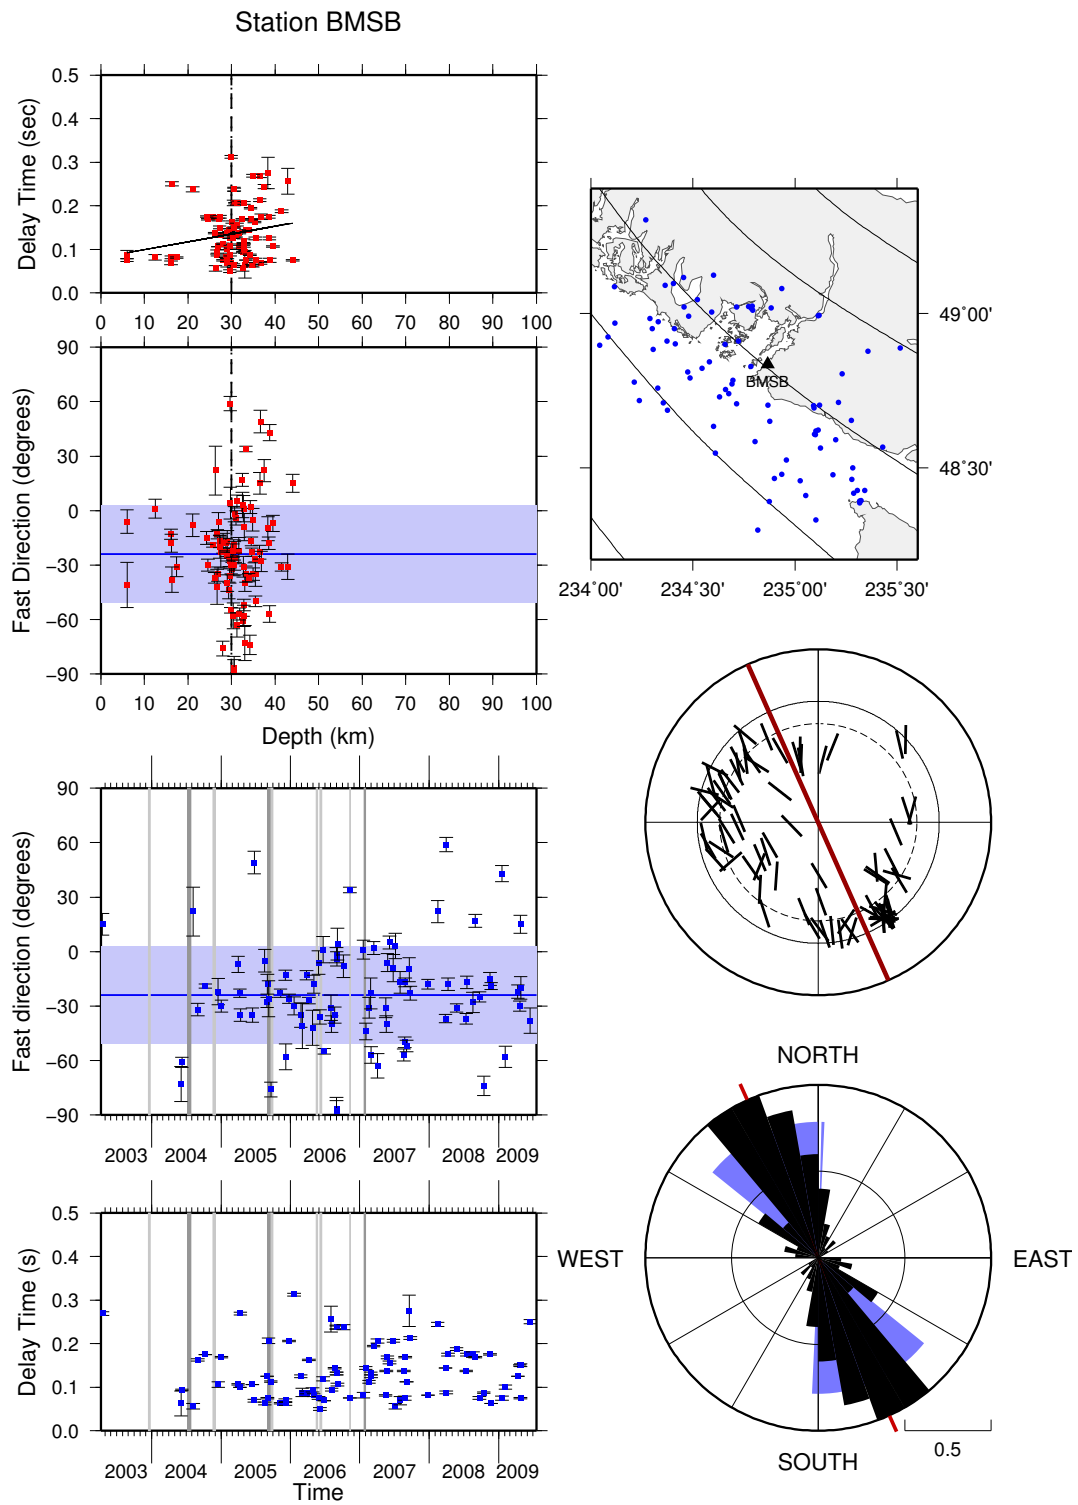 Station BMSB
Delay Time (sec)
0.5
0.4
0.3
0.2
0.1
0.0
0 10 20 30 40 50 60 70 80 90 100
Fast Direction (degrees)
90
60
30
0
−30
−60
−90
0 10 20 30 40 50 60 70 80 90 100
Depth (km)
BMSB
49°00'
48°30'
234°00' 234°30' 235°00' 235°30'
Fast direction (degrees)
90
60
30
0
−30
−60
−90
2003 2004 2005 2006 2007 2008 2009
Delay Time (s)
0.5
0.4
0.3
0.2
0.1
0.0
2003 2004 2005 2006 2007 2008 2009
Time
NORTH
WEST
EAST
SOUTH
0.5